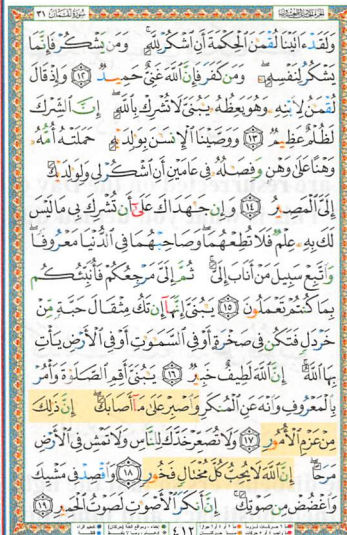 سورة لقمان ٣١
وَلَقَدْ ءَاتَيْنَا لُقْمَٰنَ ٱلْحِكْمَةَ أَنِ ٱشْكُرْ لِلَّهِ ۚ وَمَن يَشْكُرْ فَإِنَّمَا
يَشْكُرُ لِنَفْسِهِۦ ۖ وَمَن كَفَرَ فَإِنَّ ٱللَّهَ غَنِىٌّ حَمِيدٌ ١٢ وَإِذْ قَالَ
لُقْمَٰنُ لِٱبْنِهِۦ وَهُوَ يَعِظُهُۥ يَٰبُنَىَّ لَا تُشْرِكْ بِٱللَّهِ ۖ إِنَّ ٱلشِّرْكَ
لَظُلْمٌ عَظِيمٌ ١٣ وَوَصَّيْنَا ٱلْإِنسَٰنَ بِوَٰلِدَيْهِ حَمَلَتْهُ أُمُّهُۥ
وَهْنًا عَلَىٰ وَهْنٍ وَفِصَٰلُهُۥ فِى عَامَيْنِ أَنِ ٱشْكُرْ لِى وَلِوَٰلِدَيْكَ
إِلَىَّ ٱلْمَصِيرُ ١٤ وَإِن جَٰهَدَاكَ عَلَىٰٓ أَن تُشْرِكَ بِى مَا لَيْسَ
لَكَ بِهِۦ عِلْمٌ فَلَا تُطِعْهُمَا ۖ وَصَاحِبْهُمَا فِى ٱلدُّنْيَا مَعْرُوفًا ۖ
وَٱتَّبِعْ سَبِيلَ مَنْ أَنَابَ إِلَىَّ ۚ ثُمَّ إِلَىَّ مَرْجِعُكُمْ فَأُنَبِّئُكُم
بِمَا كُنتُمْ تَعْمَلُونَ ١٥ يَٰبُنَىَّ إِنَّهَآ إِن تَكُ مِثْقَالَ حَبَّةٍ مِّنْ
خَرْدَلٍ فَتَكُن فِى صَخْرَةٍ أَوْ فِى ٱلسَّمَٰوَٰتِ أَوْ فِى ٱلْأَرْضِ يَأْتِ
بِهَا ٱللَّهُ ۚ إِنَّ ٱللَّهَ لَطِيفٌ خَبِيرٌ ١٦ يَٰبُنَىَّ أَقِمِ ٱلصَّلَوٰةَ وَأْمُرْ
بِٱلْمَعْرُوفِ وَٱنْهَ عَنِ ٱلْمُنكَرِ وَٱصْبِرْ عَلَىٰ مَآ أَصَابَكَ ۖ إِنَّ ذَٰلِكَ
مِنْ عَزْمِ ٱلْأُمُورِ ١٧ وَلَا تُصَعِّرْ خَدَّكَ لِلنَّاسِ وَلَا تَمْشِ فِى ٱلْأَرْضِ
مَرَحًا ۖ إِنَّ ٱللَّهَ لَا يُحِبُّ كُلَّ مُخْتَالٍ فَخُورٍ ١٨ وَٱقْصِدْ فِى مَشْيِكَ
وَٱغْضُضْ مِن صَوْتِكَ ۚ إِنَّ أَنكَرَ ٱلْأَصْوَٰتِ لَصَوْتُ ٱلْحَمِيرِ ١٩
٤١٢